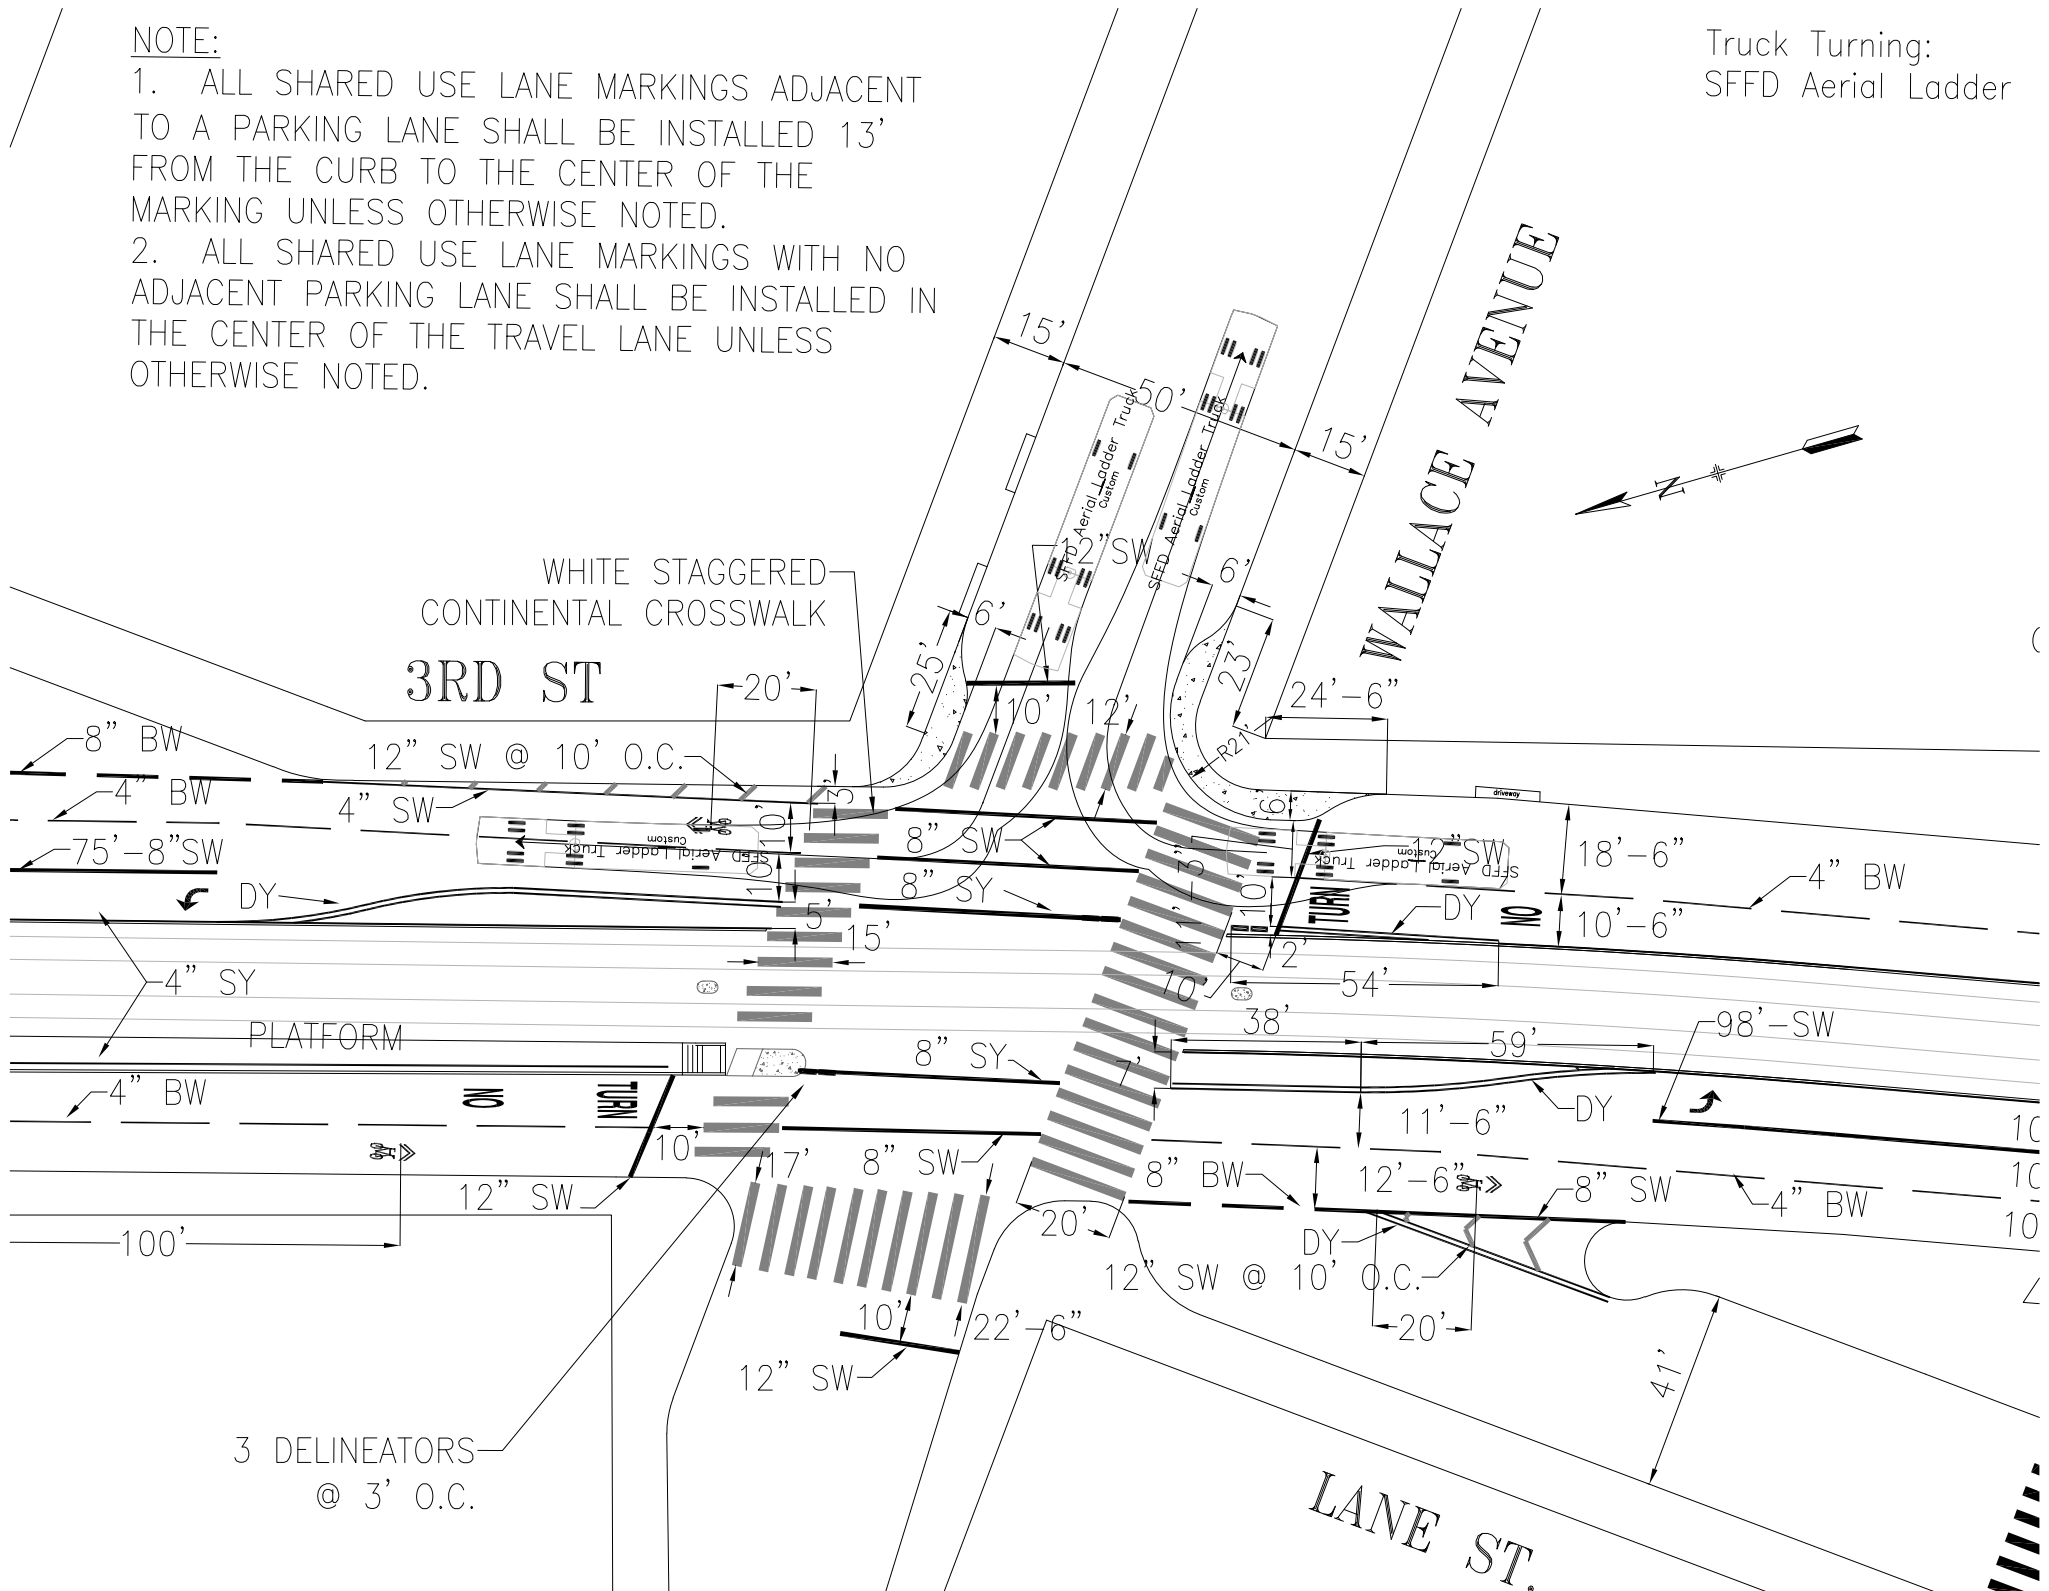 NOTE:
1. ALL SHARED USE LANE MARKINGS ADJACENT
TO A PARKING LANE SHALL BE INSTALLED 13'
FROM THE CURB TO THE CENTER OF THE
MARKING UNLESS OTHERWISE NOTED.
2. ALL SHARED USE LANE MARKINGS WITH NO
ADJACENT PARKING LANE SHALL BE INSTALLED IN
THE CENTER OF THE TRAVEL LANE UNLESS
OTHERWISE NOTED.
Truck Turning:
SFFD Aerial Ladder
15'
50'
15'
WALLACE AVENUE
N
SFFD Aerial Ladder Truck
Custom
SFFD Aerial Ladder Truck
Custom
12" SW
WHITE STAGGERED
CONTINENTAL CROSSWALK
6'
6'
25'
23'
3RD ST
20'
10'
12'
24'-6"
R21'
8" BW
12" SW @ 10' O.C.
4" BW
4" SW
3'
10'
6'
driveway
75'-8"SW
8" SW
SFFD Aerial Ladder Truck
Custom
12" SW
SFFD Aerial Ladder Truck
Custom
18'-6"
4" BW
DY
10'
8" SY
11'-3"
10'
TURN
DY
NO
10'-6"
5'
15'
2'
4" SY
10'
54'
PLATFORM
38'
98'-SW
8" SY
59'
7'
4" BW
NO
TURN
DY
11'-6"
10'
10'
17'
8" SW
8" BW
12'-6"
8" SW
4" BW
12" SW
20'
100'
DY
12" SW @ 10' O.C.
10'
22'-6"
20'
12" SW
41'
3 DELINEATORS
@ 3' O.C.
LANE ST.